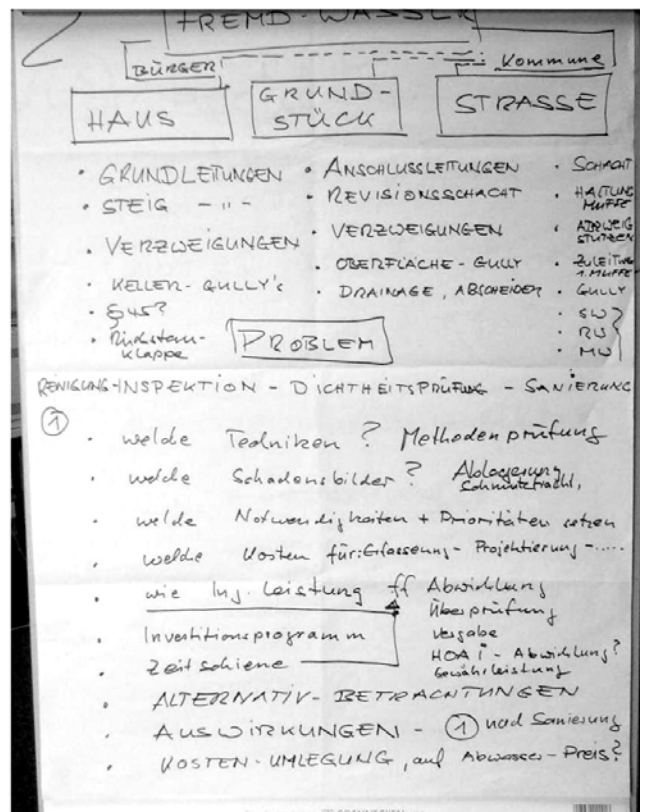 2
FREMD-WASSER
BÜRGER
Kommune
HAUS
GRUND-
STÜCK
STRASSE
• GRUNDLEITUNGEN
• STEIG - " -
• VERZWEIGUNGEN
• KELLER-GULLY'S
• §45?
• Rückstau-
klappe
• ANSCHLUSSLEITUNGEN
• REVISIONSSCHACHT
• VERZWEIGUNGEN
• OBERFLÄCHE-GULLY
• DRAINAGE, ABSCHEIDER
• SCHACHT
• HALTUNG
MUFFE
• ABZWEIG
STUTZEN
• ZULEITUNG
1. MUFFE
• GULLY
• SW
• RW
• MW
PROBLEM
REINIGUNG-INSPEKTION - DICHTHEITSPRÜFUNG - SANIERUNG
①
• welche Techniken? Methodenprüfung
• welche Schadensbilder? Ablagerung
Schmutzfracht,
• welche Notwendigkeiten + Prioritäten setzen
• welche Kosten für: Erfassung - Projektierung -.....
• wie Ing. Leistung ff Abwicklung
Überprüfung
Vergabe
HOAI - Abwicklung?
Gewährleistung
• Investitionsprogramm
• Zeitschiene
• ALTERNATIV-BETRACHTUNGEN
• AUSWIRKUNGEN - ① nach Sanierung
• KOSTEN-UMLEGUNG, auf Abwasser-Preis?